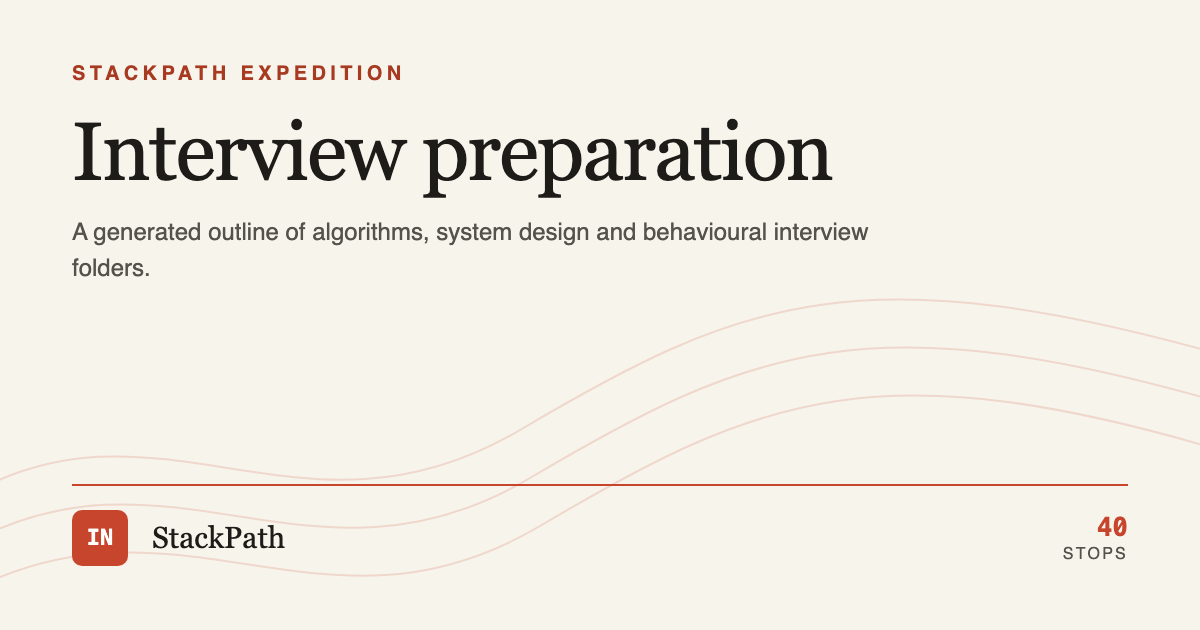 STACKPATH EXPEDITION
Interview preparation
A generated outline of algorithms, system design and behavioural interview
folders.
IN
StackPath
40
STOPS